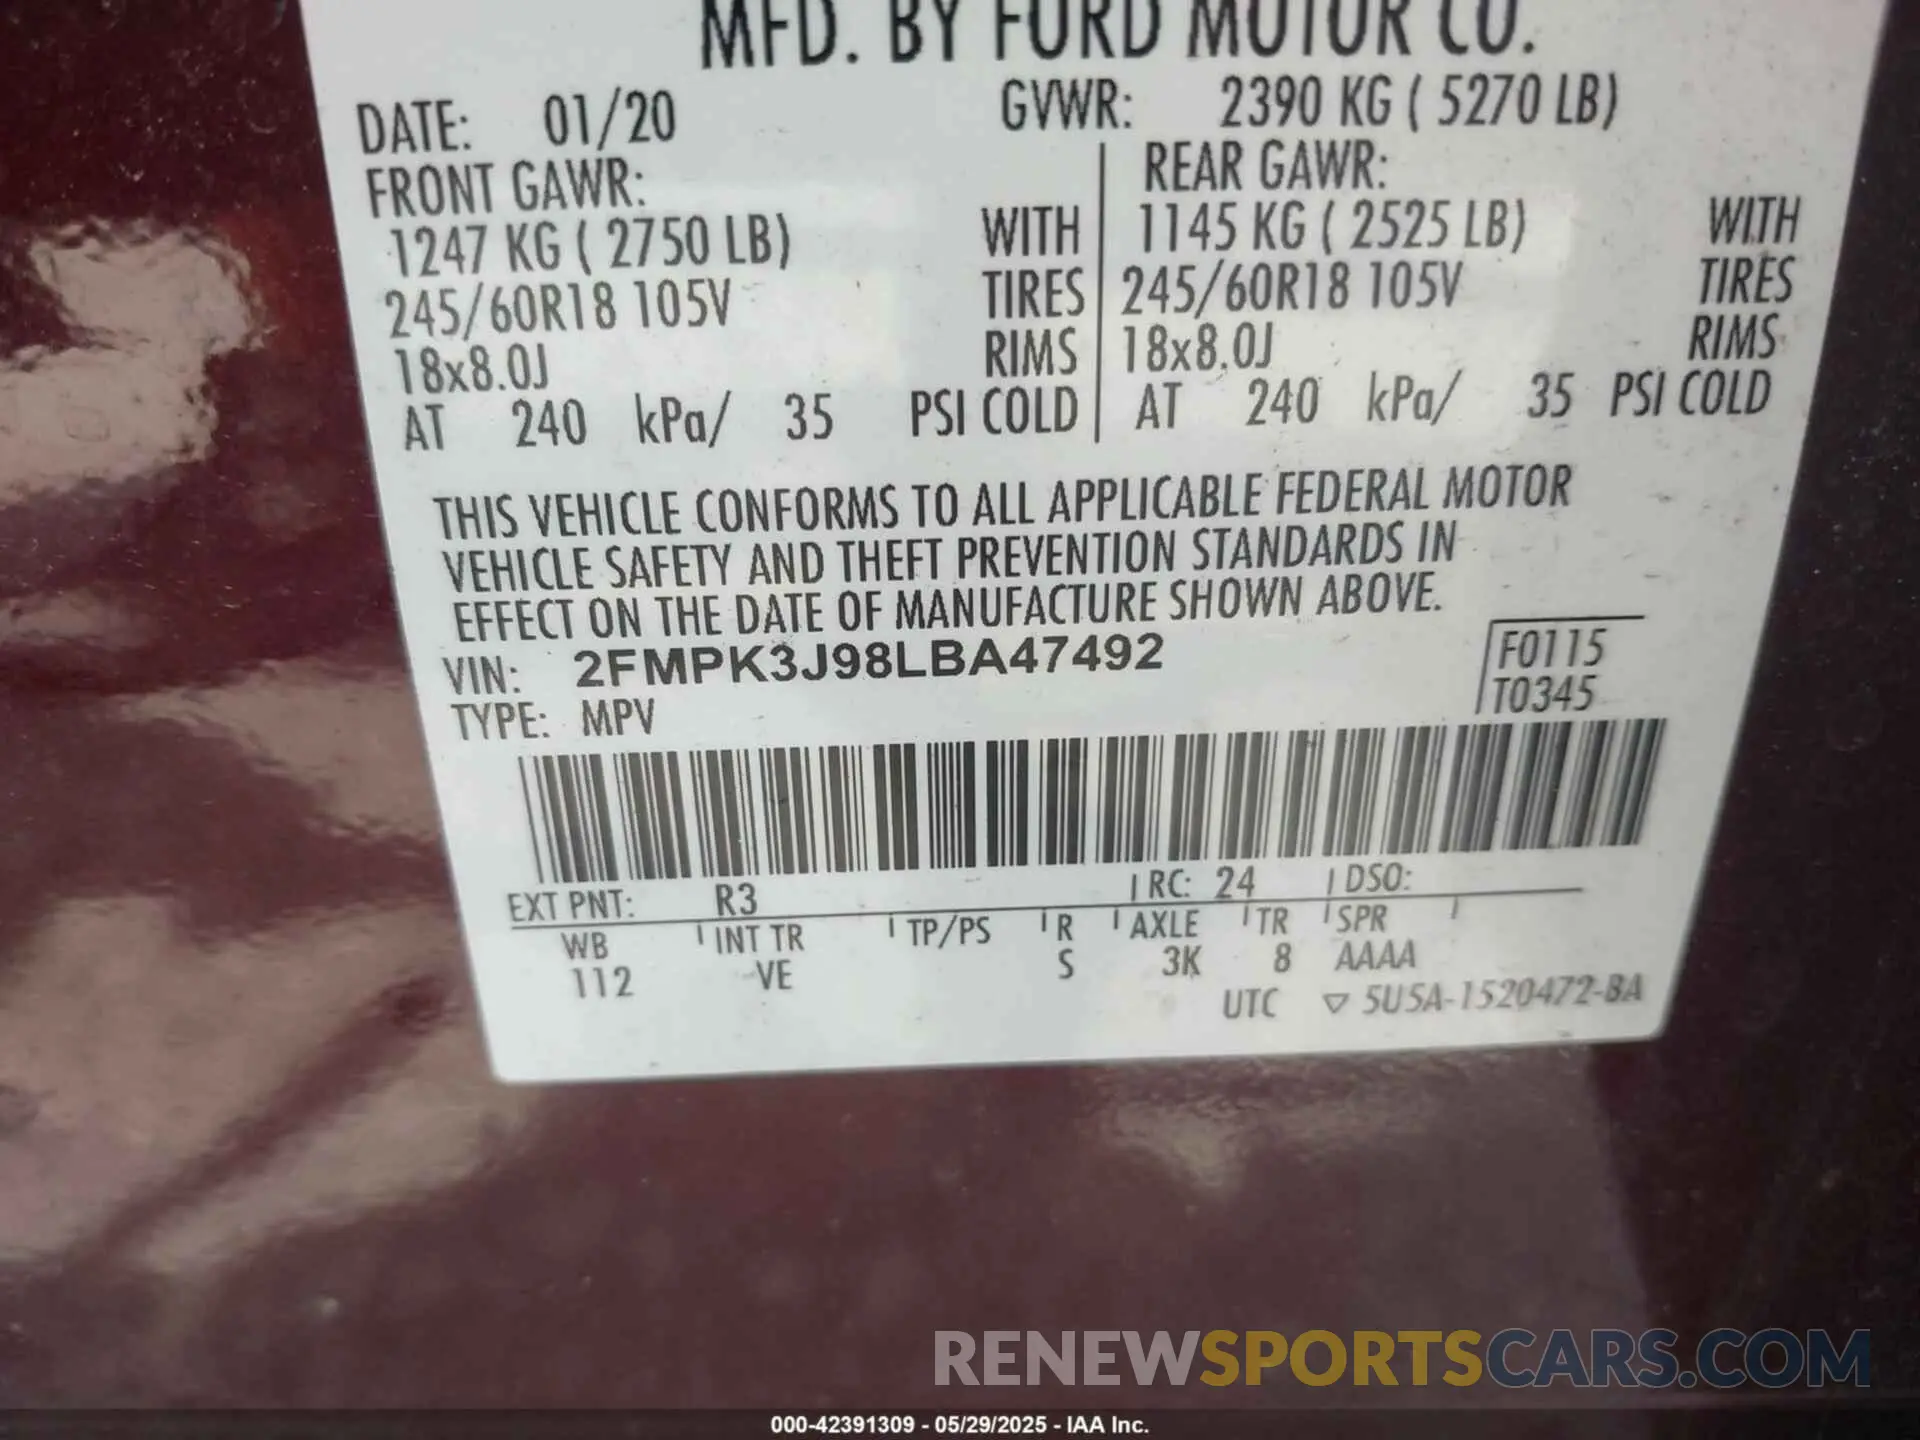 MFD. BY FORD MOTOR CO.
DATE: 01/20 GVWR: 2390 KG ( 5270 LB)
FRONT GAWR: REAR GAWR:
1247 KG ( 2750 LB) WITH 1145 KG ( 2525 LB) WITH
245/60R18 105V TIRES 245/60R18 105V TIRES
18x8.0J RIMS 18x8.0J RIMS
AT 240 kPa/ 35 PSI COLD AT 240 kPa/ 35 PSI COLD
THIS VEHICLE CONFORMS TO ALL APPLICABLE FEDERAL MOTOR
VEHICLE SAFETY AND THEFT PREVENTION STANDARDS IN
EFFECT ON THE DATE OF MANUFACTURE SHOWN ABOVE.
VIN: 2FMPK3J98LBA47492 F0115
TYPE: MPV T0345
EXT PNT: R3 RC: 24 DSO:
WB INT TR TP/PS R AXLE TR SPR
112 VE S 3K 8 AAAA
UTC ▽ 5U5A-1520472-BA
RENEWSPORTSCARS.COM
000-42391309 - 05/29/2025 - IAA Inc.